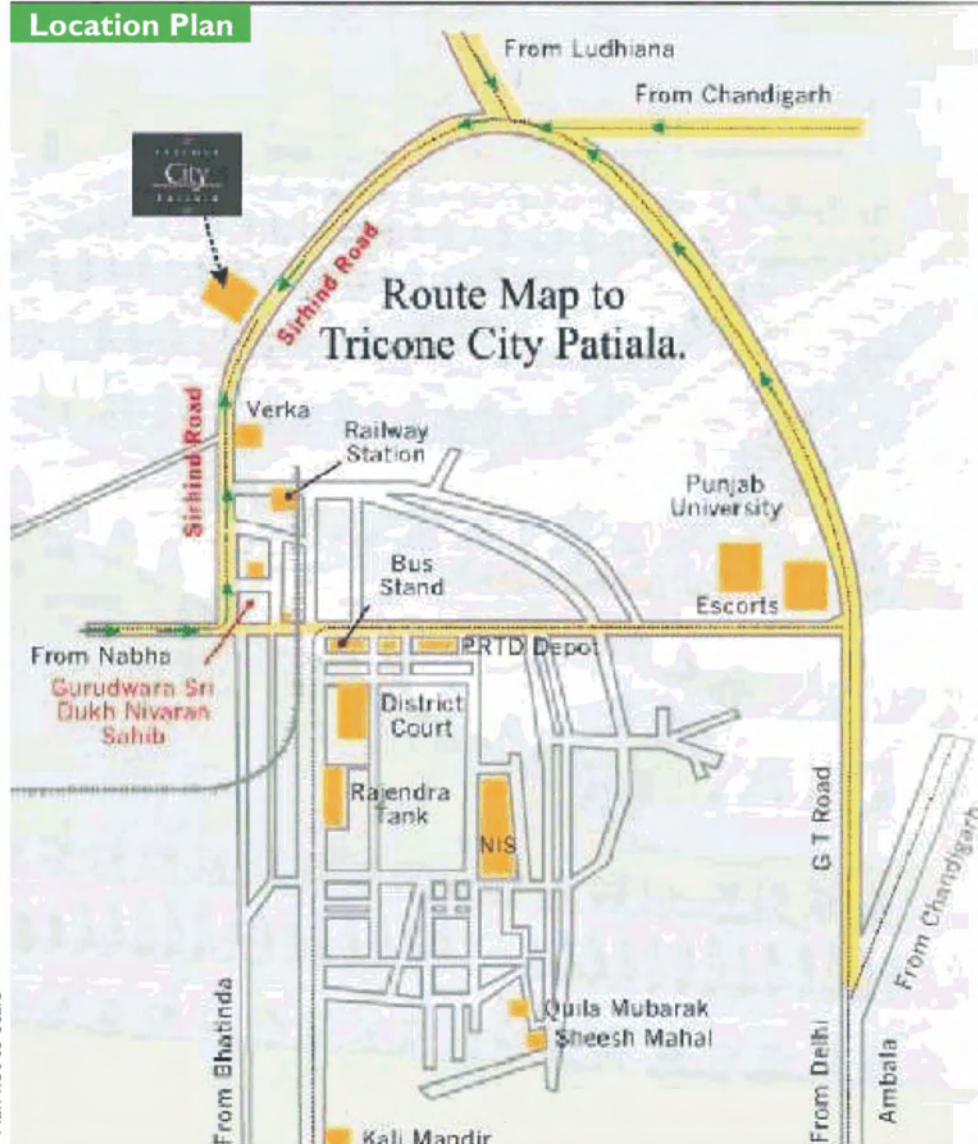 Location Plan
From Ludhiana
From Chandigarh
City
Sirhind Road
Route Map to
Tricone City Patiala.
Sirhind Road
Verka
Railway
Station
Punjab
University
Bus
Stand
Escorts
From Nabha
PRTD Depot
Gurudwara Sri
Dukh Nivaran
Sahib
District
Court
Rajendra
Tank
NIS
G T Road
From Chandigarh
Quila Mubarak
Sheesh Mahal
From Bhatinda
From Delhi
Ambala
Kali Mandir